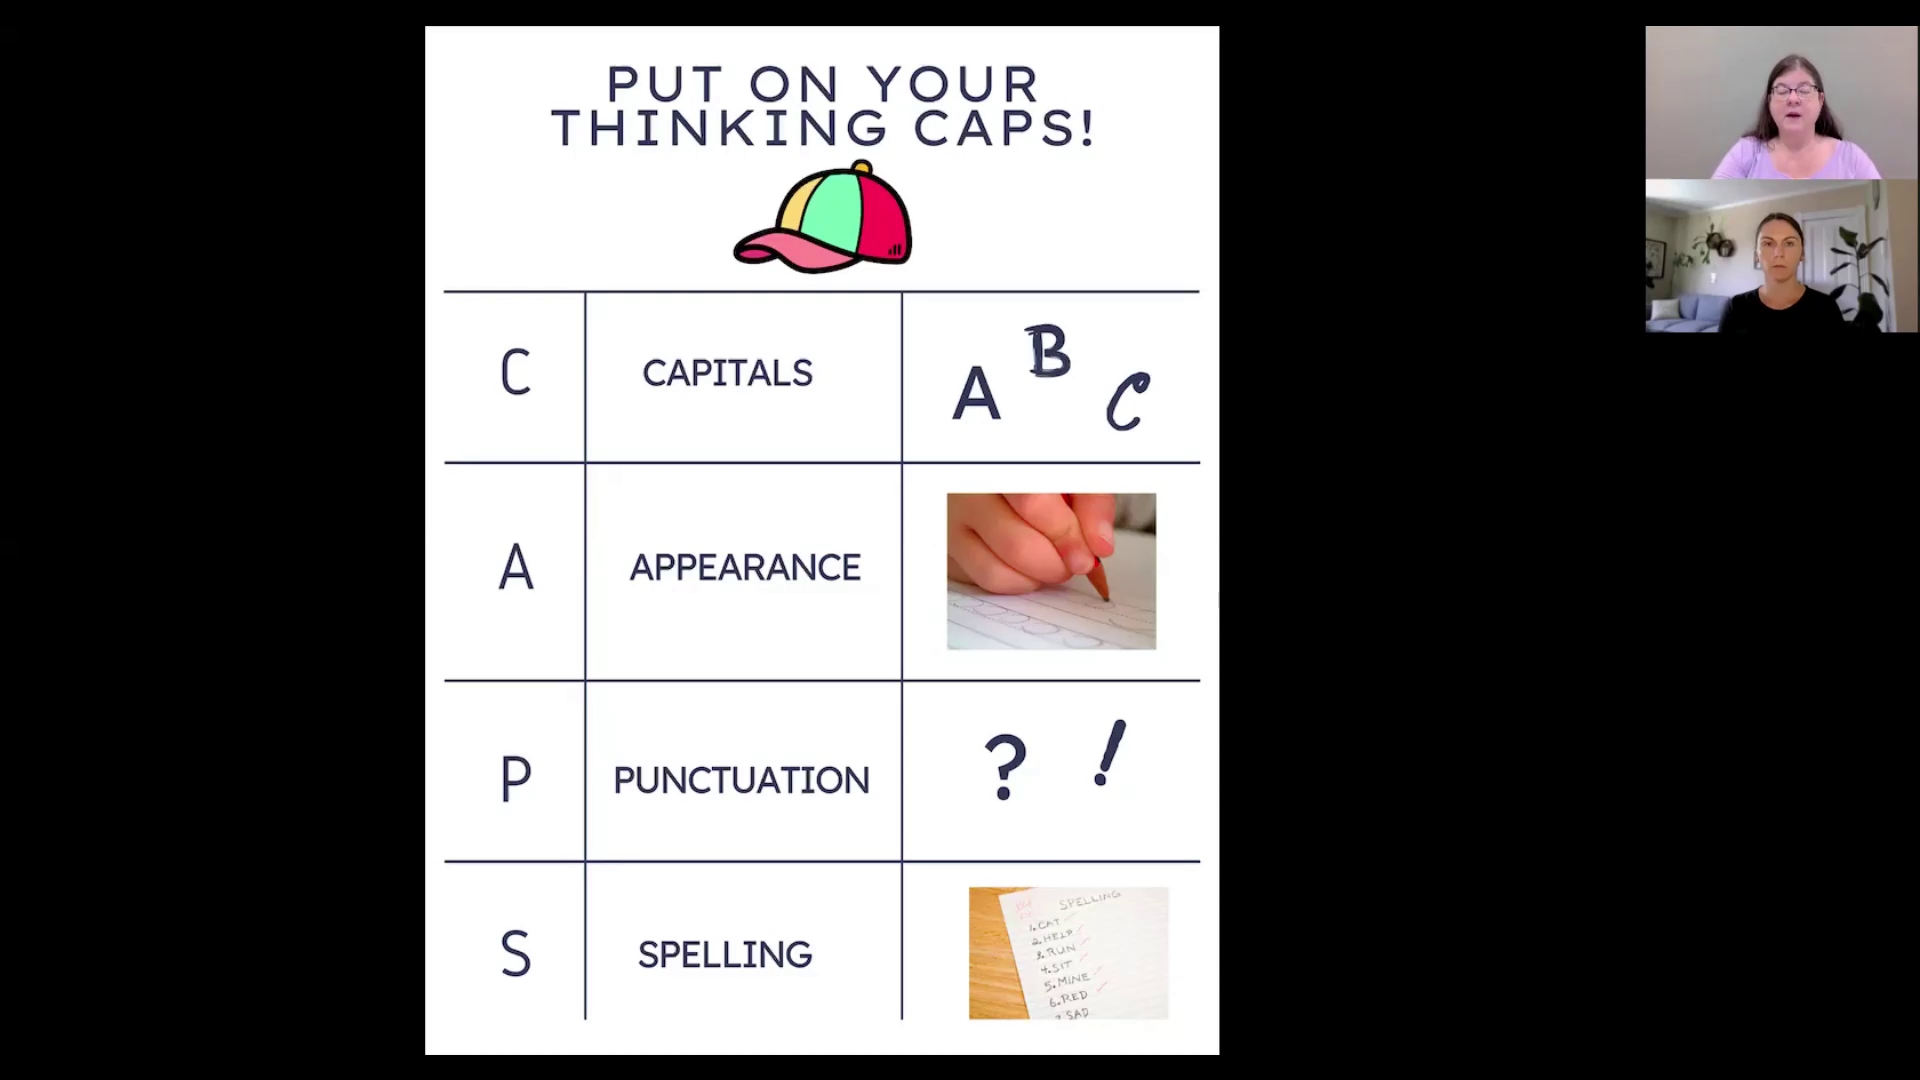 PUT ON YOUR
THINKING CAPS!
C CAPITALS A B C
A APPEARANCE
P PUNCTUATION ? !
S SPELLING
SPELLING
1. CAT
2. HELP
3. RUN
4. SIT
5. MINE
6. RED
7. SAD